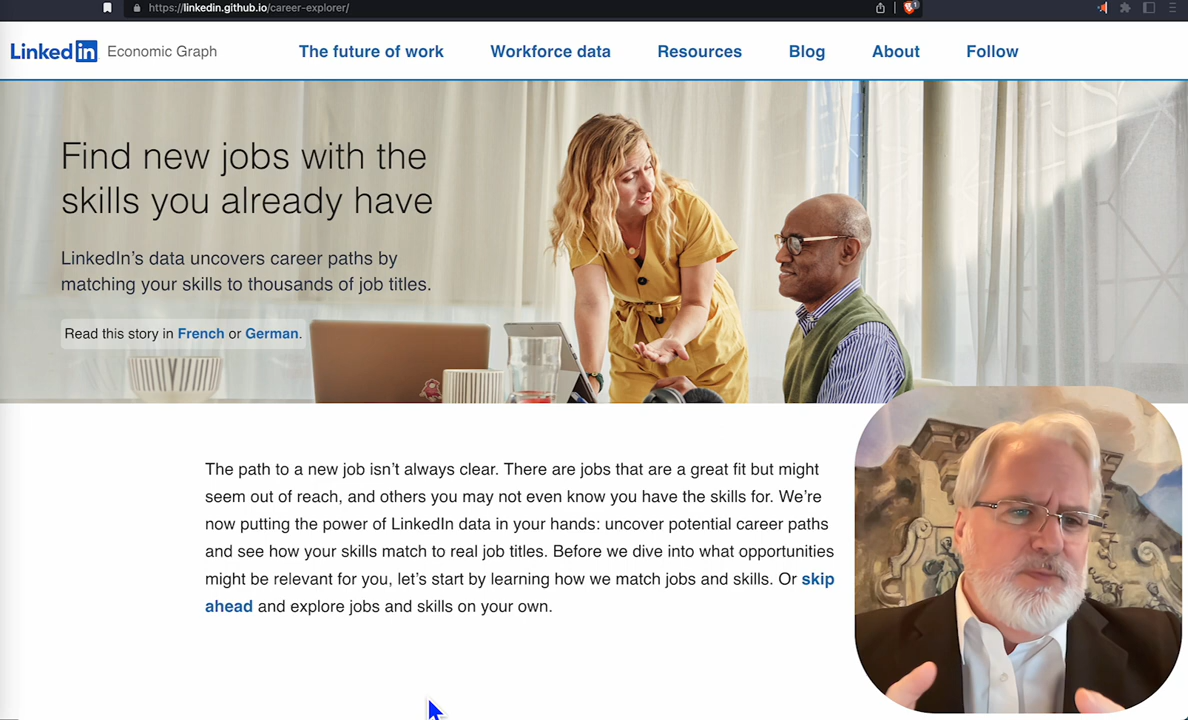 https://linkedin.github.io/career-explorer/
1
Linked in Economic Graph The future of work Workforce data Resources Blog About Follow
Find new jobs with the
skills you already have
LinkedIn's data uncovers career paths by
matching your skills to thousands of job titles.
Read this story in French or German.
The path to a new job isn't always clear. There are jobs that are a great fit but might
seem out of reach, and others you may not even know you have the skills for. We're
now putting the power of LinkedIn data in your hands: uncover potential career paths
and see how your skills match to real job titles. Before we dive into what opportunities
might be relevant for you, let's start by learning how we match jobs and skills. Or skip
ahead and explore jobs and skills on your own.